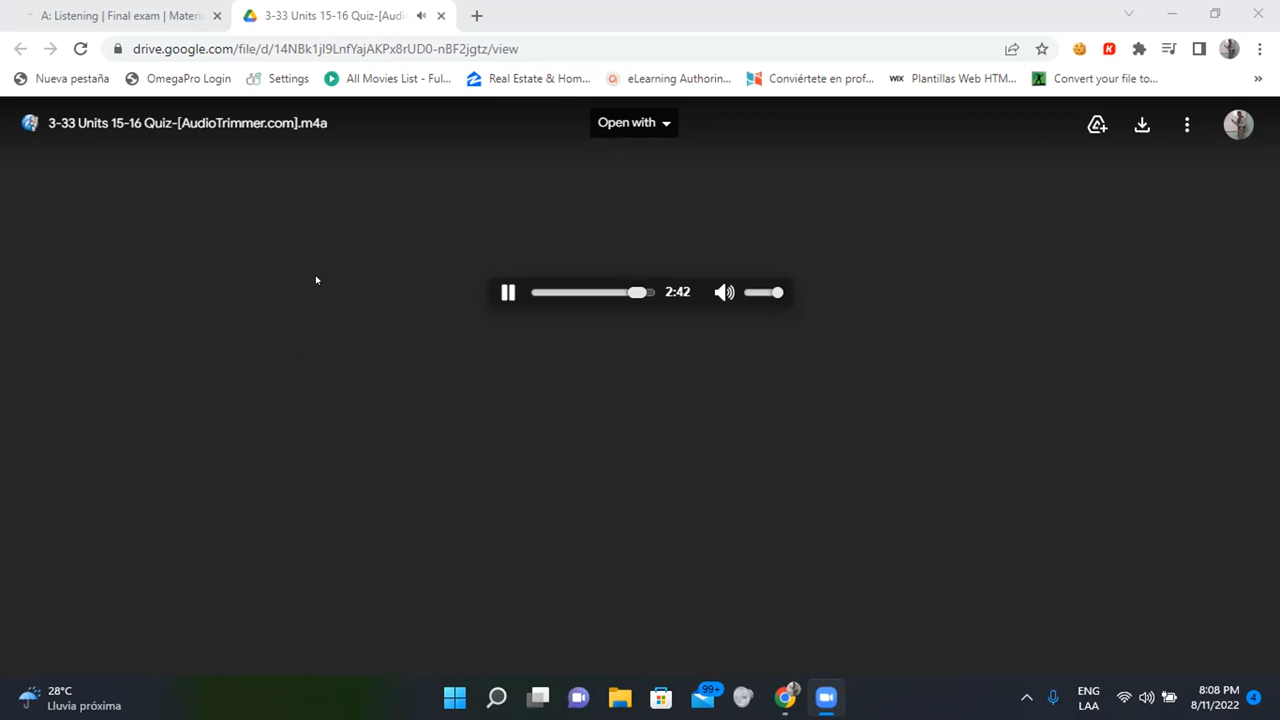 A: Listening | Final exam | Materi
3-33 Units 15-16 Quiz-[Audi
drive.google.com/file/d/14NBk1jI9LnfYajAKPx8rUD0-nBF2jgtz/view
Nueva pestaña
OmegaPro Login
Settings
All Movies List - Ful...
Real Estate & Hom...
eLearning Authorin...
Conviértete en prof...
WIX Plantillas Web HTM...
Convert your file to...
»
3-33 Units 15-16 Quiz-[AudioTrimmer.com].m4a
Open with
2:42
28°C
Lluvia próxima
99+
ENG
LAA
8:08 PM
8/11/2022
4